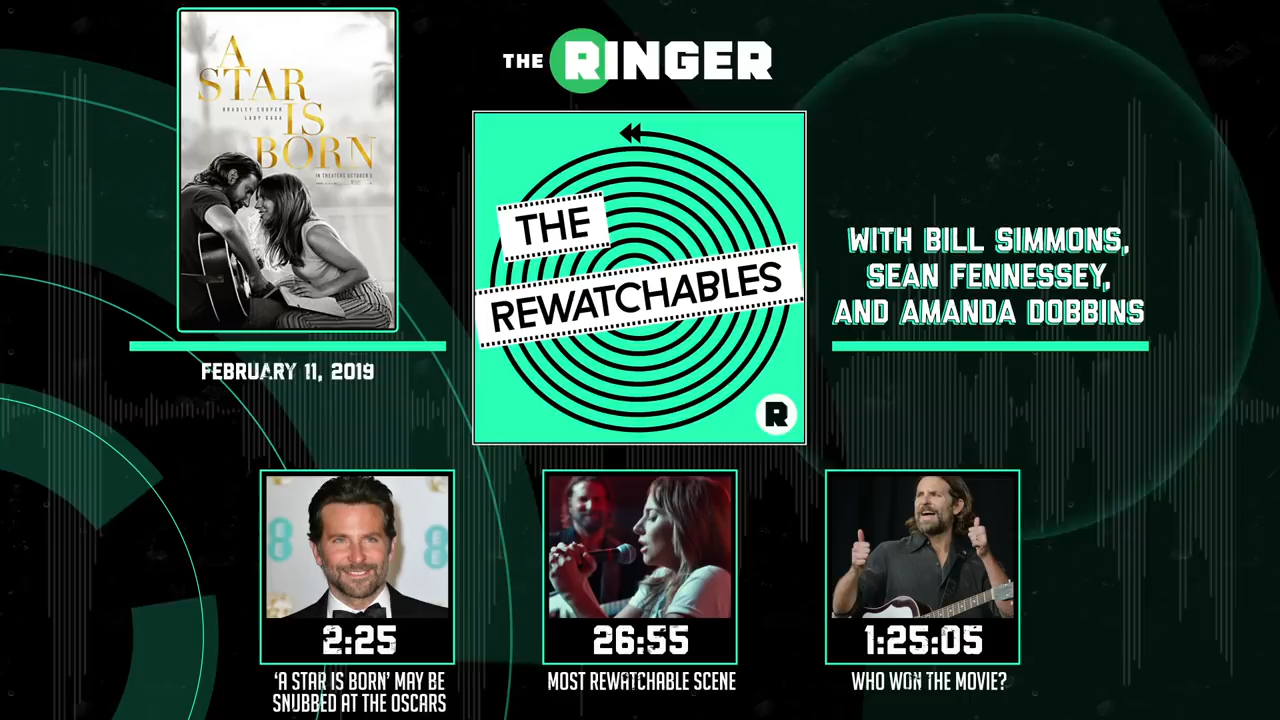 A
STAR
IS
BORN
BRADLEY COOPER
LADY GAGA
IN THEATERS OCTOBER 5
THE RINGER
THE
REWATCHABLES
R
WITH BILL SIMMONS,
SEAN FENNESSEY,
AND AMANDA DOBBINS
FEBRUARY 11, 2019
8
8
2:25
‘A STAR IS BORN’ MAY BE
SNUBBED AT THE OSCARS
26:55
MOST REWATCHABLE SCENE
1:25:05
WHO WON THE MOVIE?